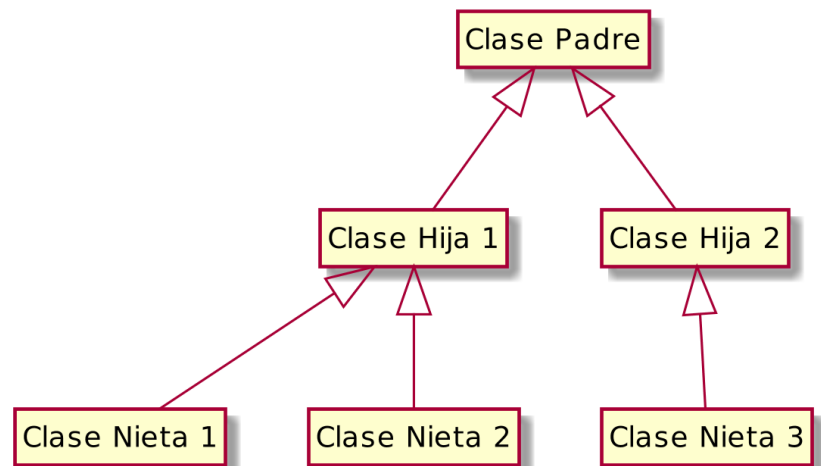 Clase Padre
Clase Hija 1
Clase Hija 2
Clase Nieta 1
Clase Nieta 2
Clase Nieta 3